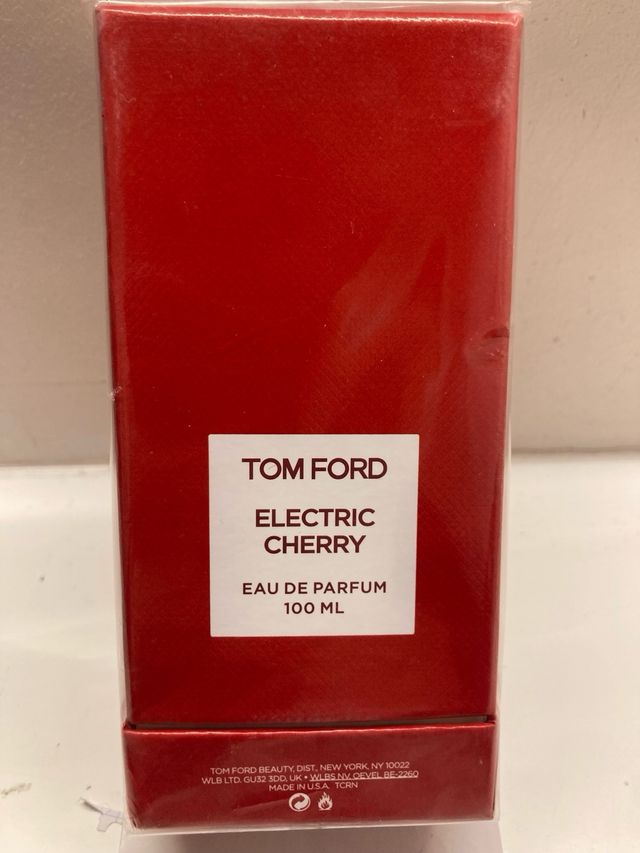 TOM FORD
ELECTRIC
CHERRY
EAU DE PARFUM
100 ML
TOM FORD BEAUTY, DIST., NEW YORK, NY 10022
WLB LTD. GU32 3DD, UK • WLBS NV. OEVEL BE-2260
MADE IN U.S.A. TCRN